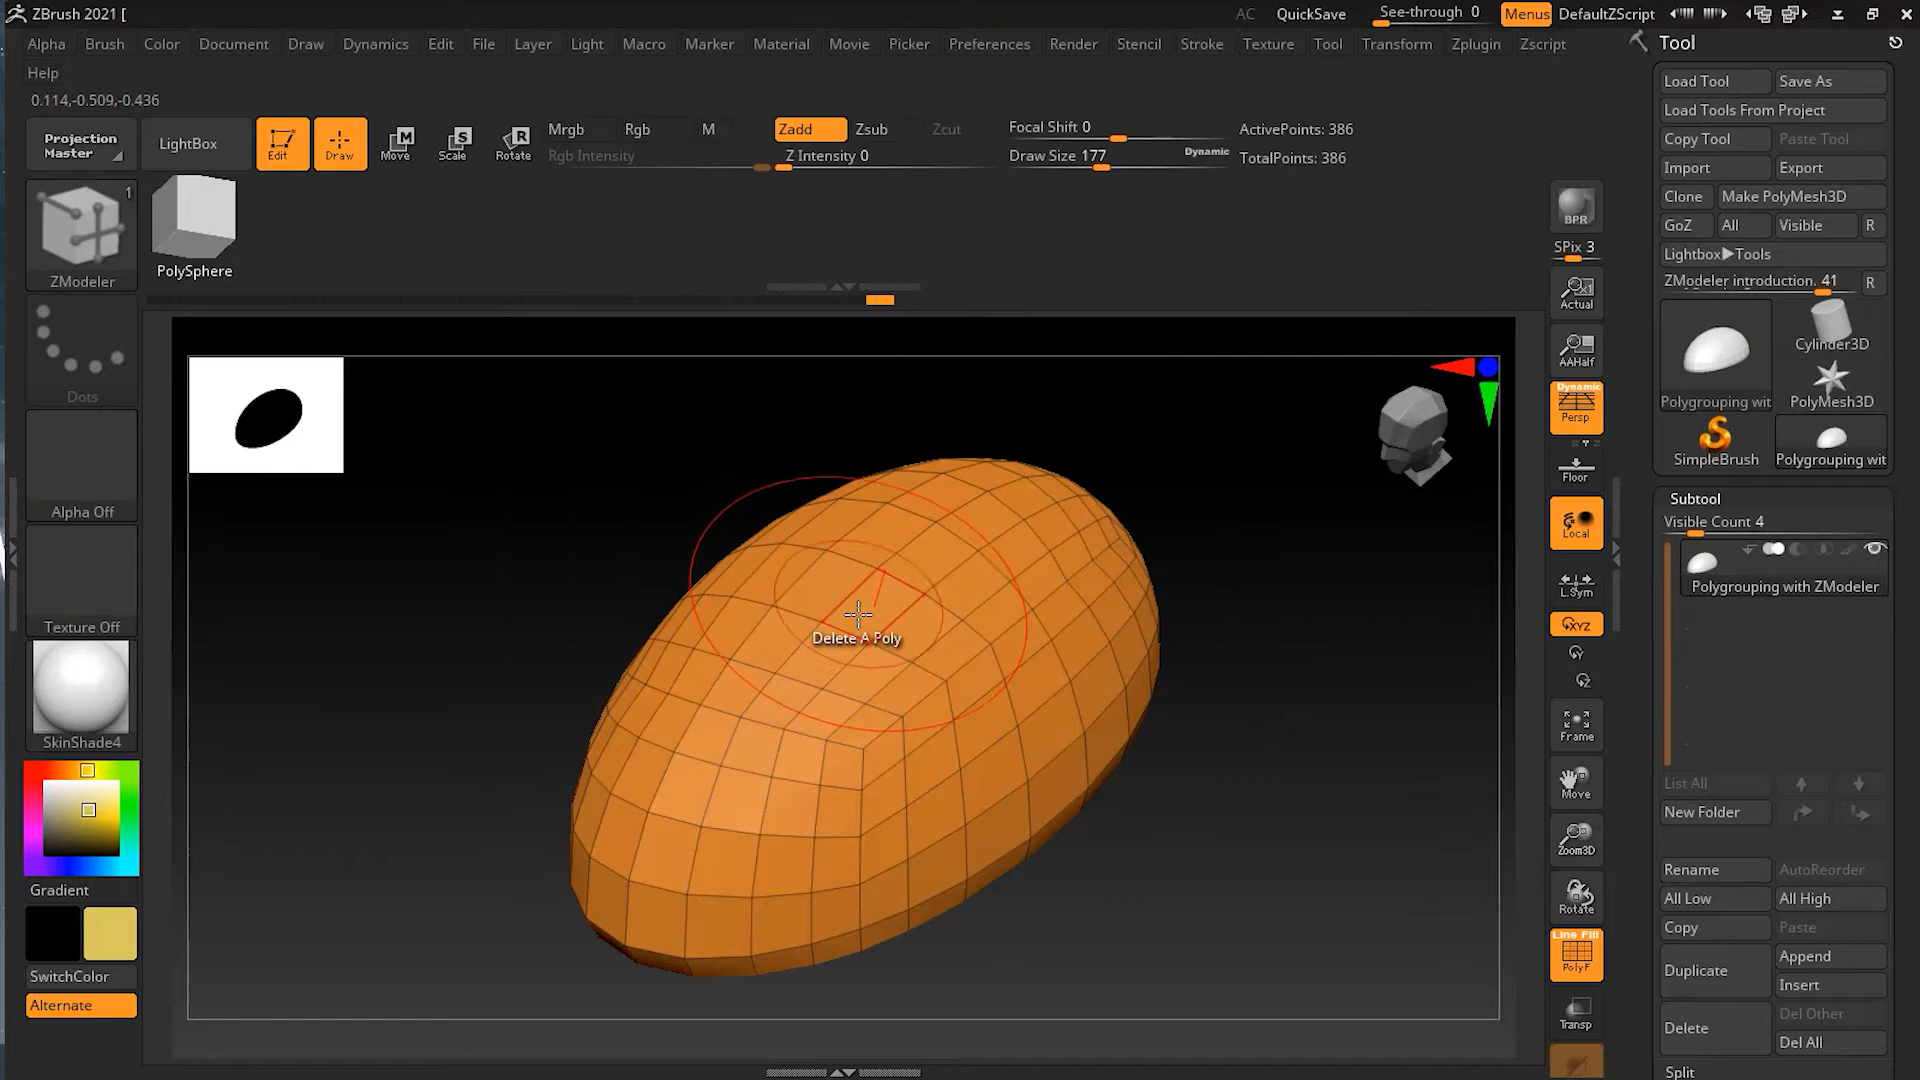 ZBrush 2021 [
AC QuickSave See-through 0 Menus DefaultZScript
Alpha Brush Color Document Draw Dynamics Edit File Layer Light Macro Marker Material Movie Picker Preferences Render Stencil Stroke Texture Tool Transform Zplugin Zscript
Help
0.114,-0.509,-0.436
Projection
Master
LightBox
Edit
Draw
M
Move
S
Scale
R
Rotate
Mrgb Rgb M
Rgb Intensity
Zadd Zsub Zcut
Z Intensity 0
Focal Shift 0
Draw Size 177 Dynamic
ActivePoints: 386
TotalPoints: 386
1
ZModeler
PolySphere
Dots
Alpha Off
Texture Off
SkinShade4
Gradient
SwitchColor
Alternate
Delete A Poly
BPR
SPix 3
Actual
AAHalf
Dynamic
Persp
Floor
Local
L.Sym
XYZ
Frame
Move
Zoom3D
Rotate
Line Fill
PolyF
Transp
Tool
Load Tool Save As
Load Tools From Project
Copy Tool Paste Tool
Import Export
Clone Make PolyMesh3D
GoZ All Visible R
Lightbox▶Tools
ZModeler introduction. 41 R
Polygrouping wit
Cylinder3D
PolyMesh3D
SimpleBrush
Polygrouping wit
Subtool
Visible Count 4
Polygrouping with ZModeler
List All
New Folder
Rename AutoReorder
All Low All High
Copy Paste
Duplicate Append
Insert
Delete Del Other
Del All
Split